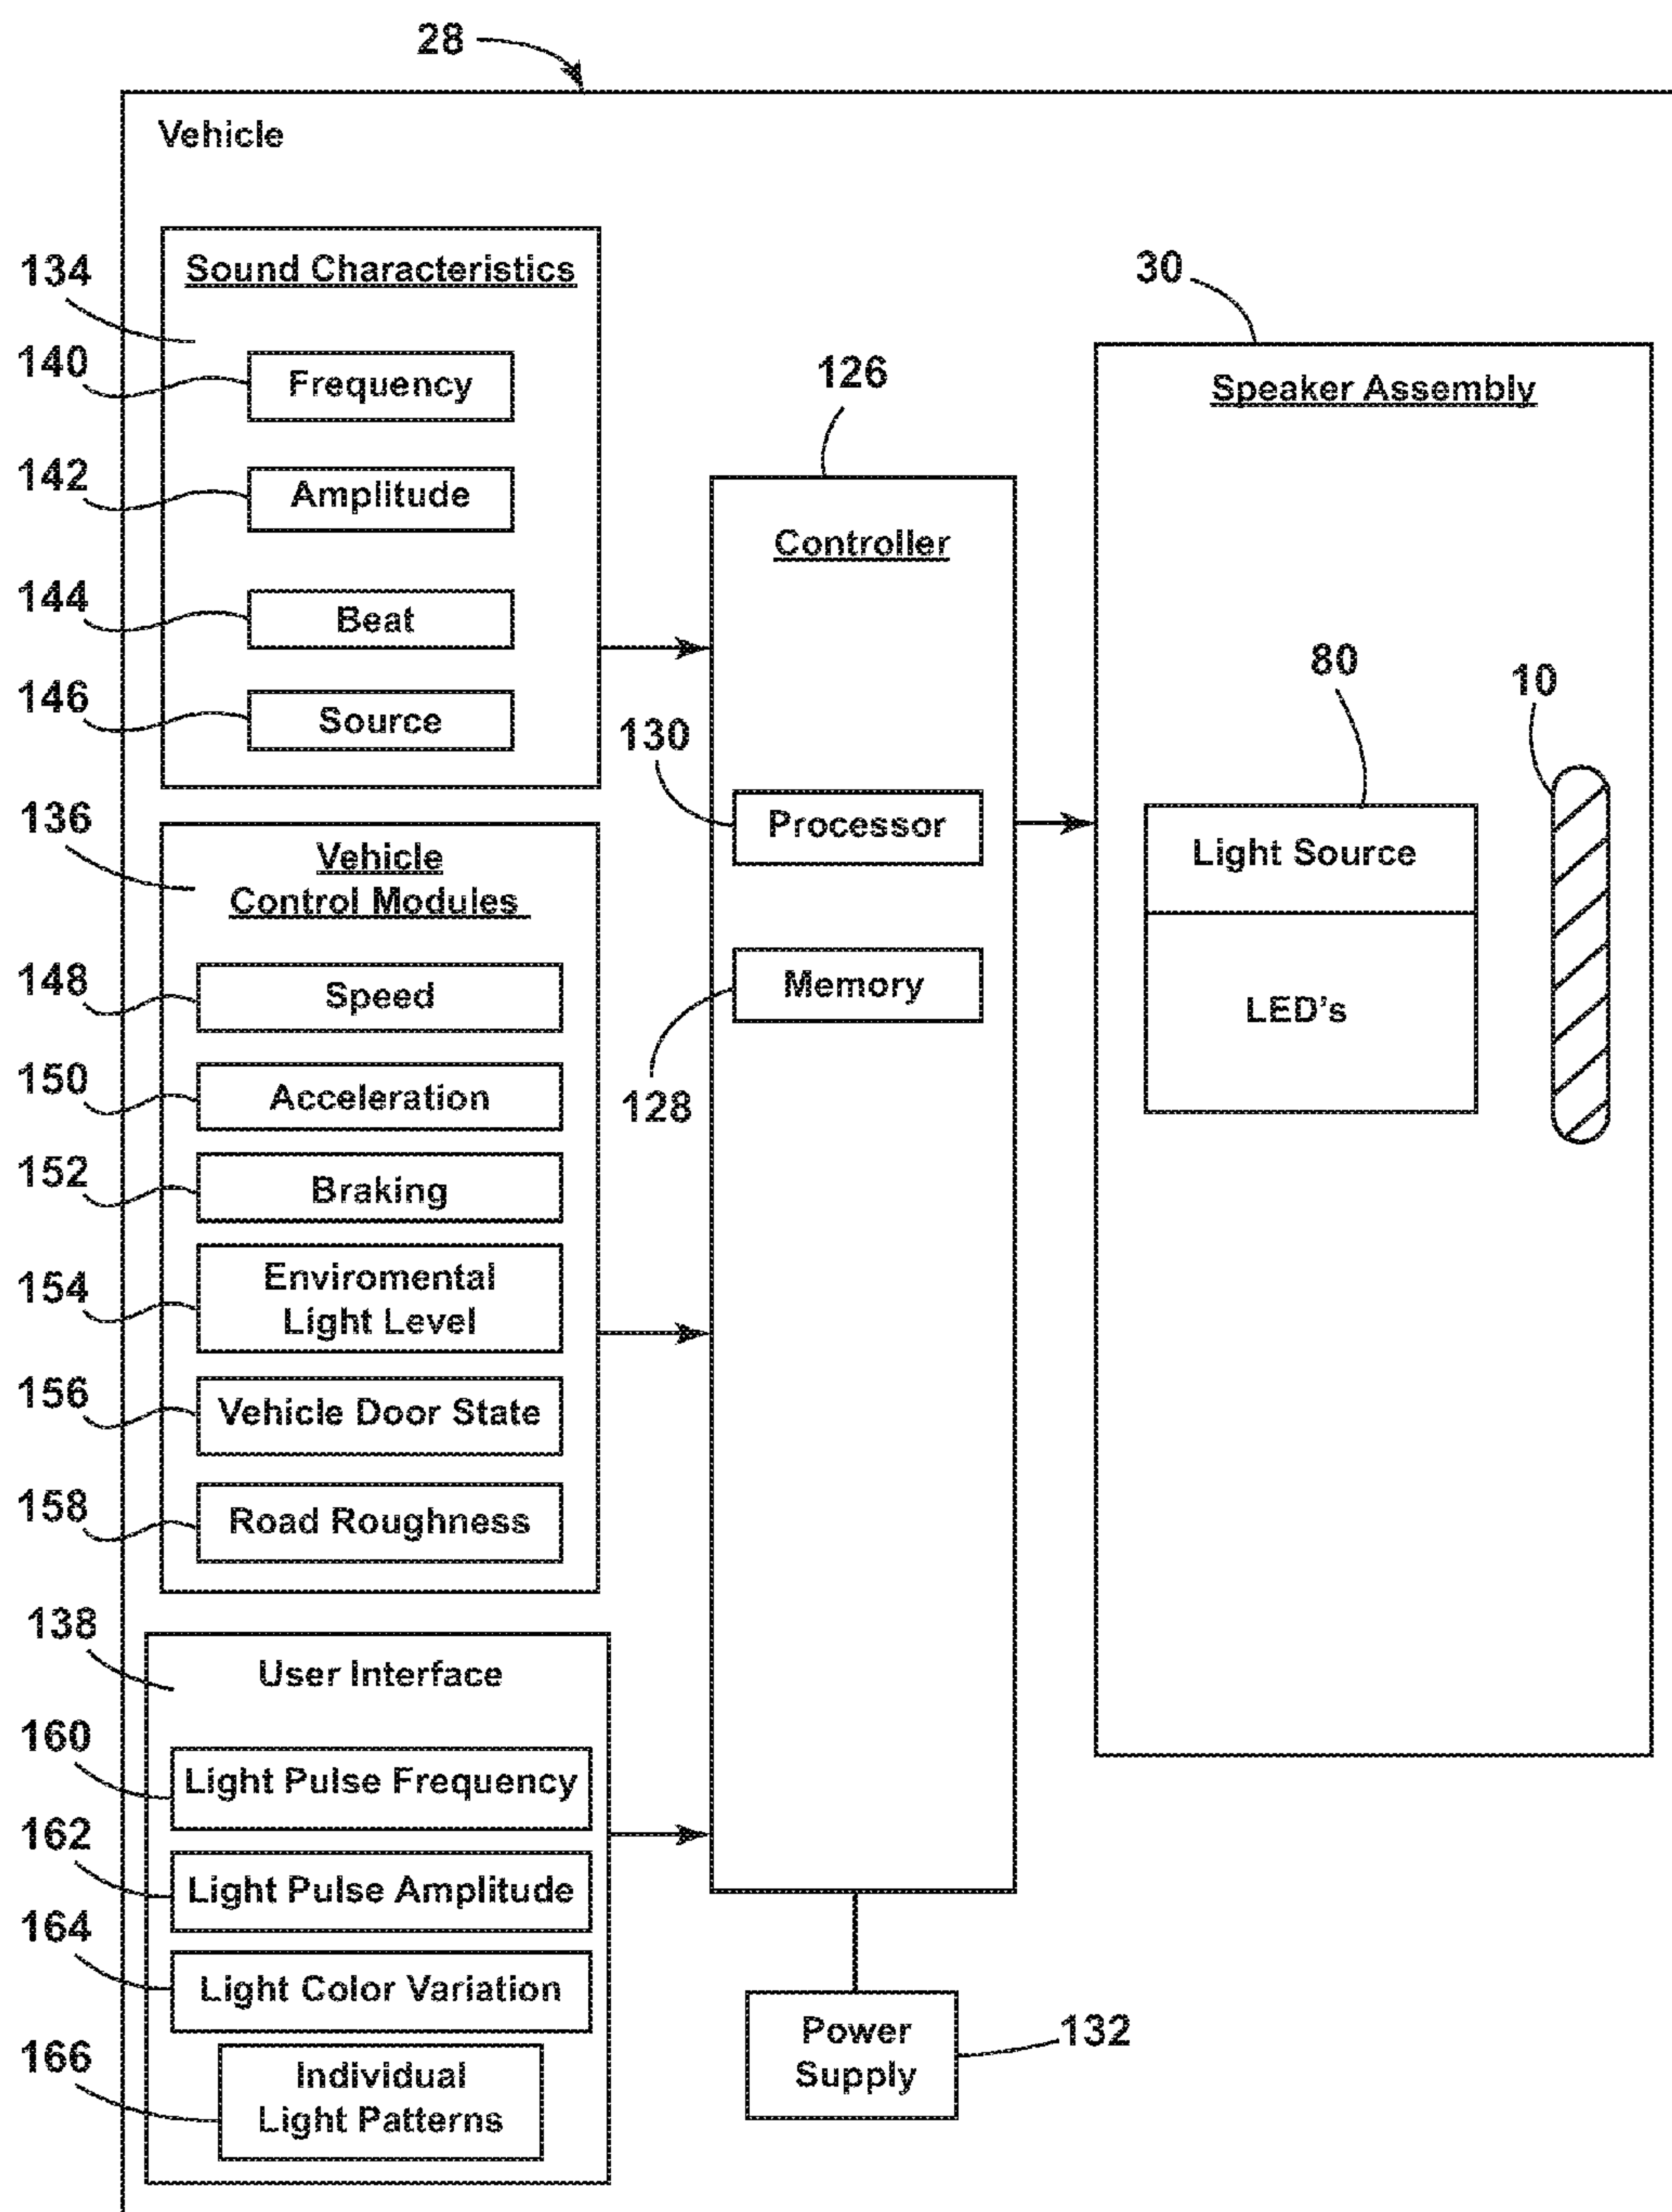 28
Vehicle
134
Sound Characteristics
140
Frequency
142
Amplitude
144
Beat
146
Source
136
Vehicle
Control Modules
148
Speed
150
Acceleration
152
Braking
154
Enviromental
Light Level
156
Vehicle Door State
158
Road Roughness
138
User Interface
160
Light Pulse Frequency
162
Light Pulse Amplitude
164
Light Color Variation
166
Individual
Light Patterns
126
Controller
130
Processor
Memory
128
Power
Supply
132
30
Speaker Assembly
80
Light Source
LED's
10